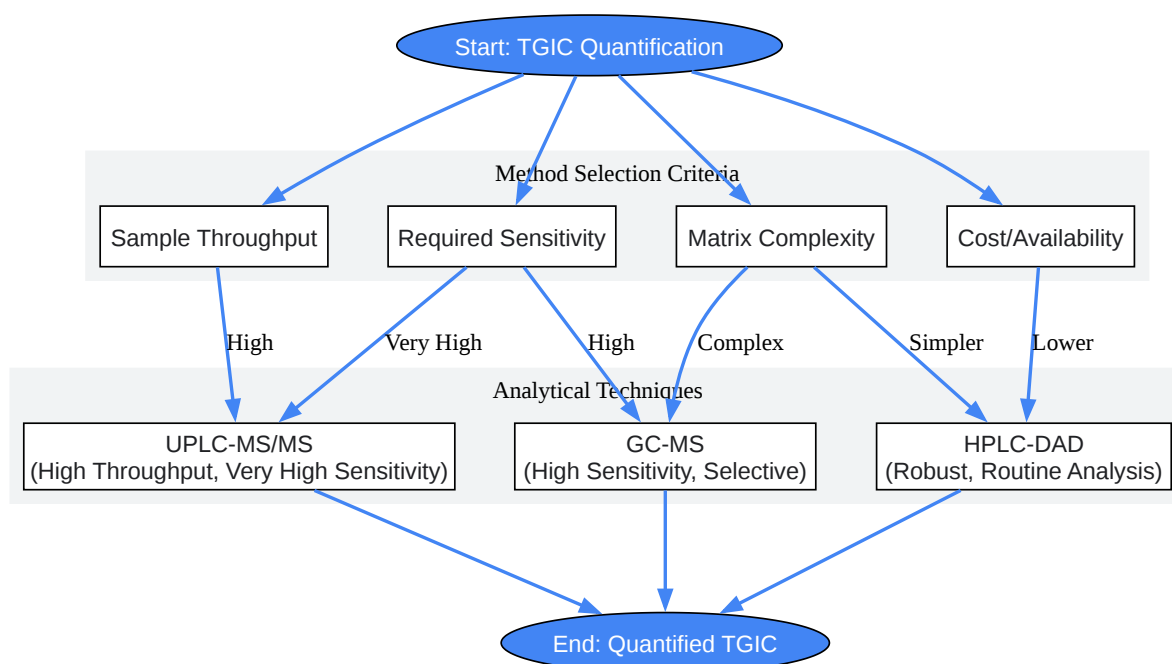 Start: TGIC Quantification
Method Selection Criteria
Sample Throughput
Required Sensitivity
Matrix Complexity
Cost/Availability
High
Very High
High
Complex
Simpler
Lower
Analytical Techniques
UPLC-MS/MS
(High Throughput, Very High Sensitivity)
GC-MS
(High Sensitivity, Selective)
HPLC-DAD
(Robust, Routine Analysis)
End: Quantified TGIC